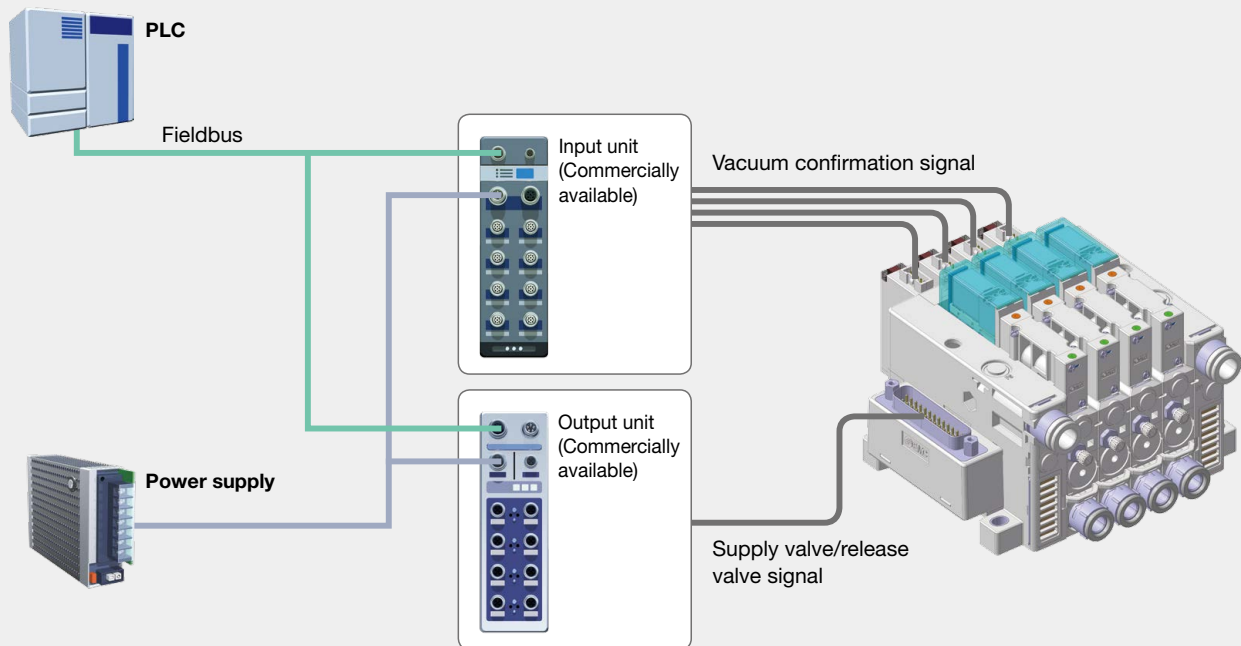 PLC
Fieldbus
Input unit
(Commercially
available)
Vacuum confirmation signal
Output unit
(Commercially
available)
Power supply
Supply valve/release
valve signal